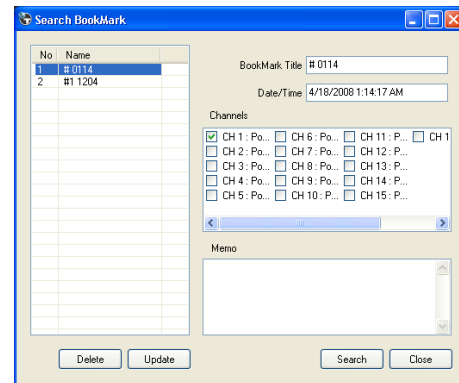 Search BookMark
No Name
1 # 0114
2 #1 1204
BookMark Title # 0114
Date/Time 4/18/2008 1:14:17 AM
Channels
CH 1 : Po... CH 6 : Po... CH 11 : P... CH 1
CH 2 : Po... CH 7 : Po... CH 12 : P...
CH 3 : Po... CH 8 : Po... CH 13 : P...
CH 4 : Po... CH 9 : Po... CH 14 : P...
CH 5 : Po... CH 10 : P... CH 15 : P...
Memo
Delete Update Search Close